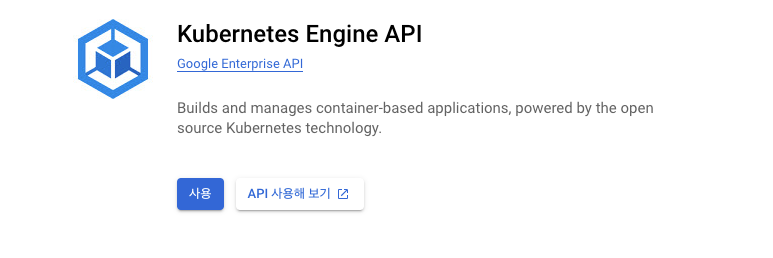 Kubernetes Engine API
Google Enterprise API
Builds and manages container-based applications, powered by the open
source Kubernetes technology.
사용
API 사용해 보기